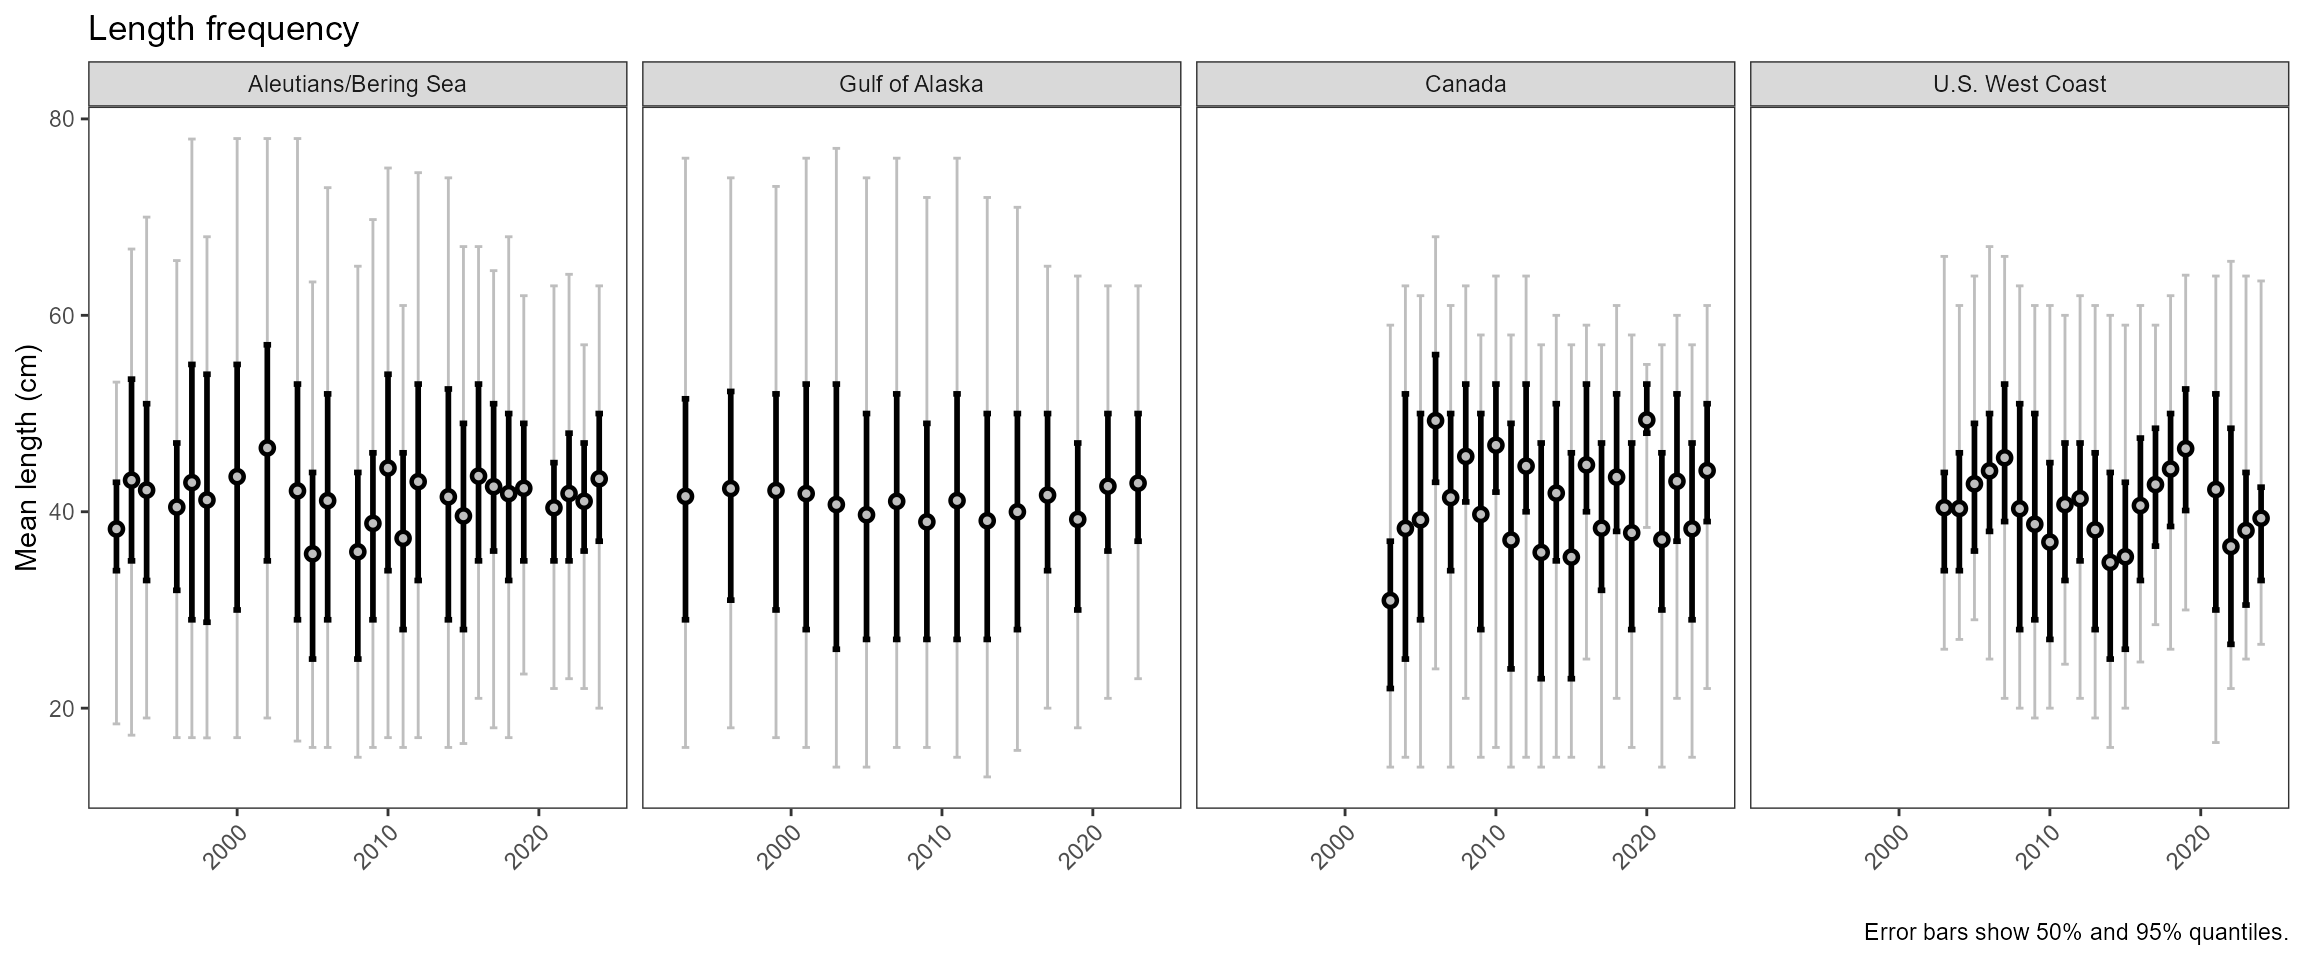 Length frequency
Aleutians/Bering Sea
Gulf of Alaska
Canada
U.S. West Coast
Mean length (cm)
80
60
40
20
2000 2010 2020
2000 2010 2020
2000 2010 2020
2000 2010 2020
Error bars show 50% and 95% quantiles.